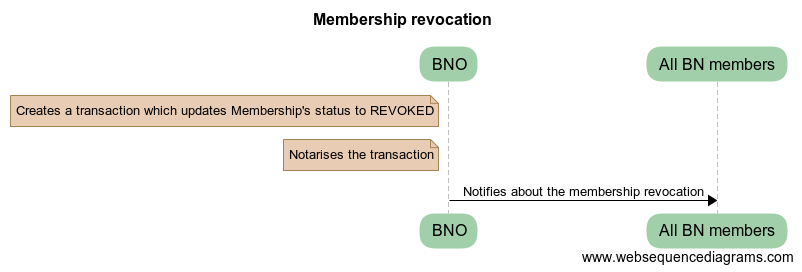 Membership revocation
BNO
All BN members
Creates a transaction which updates Membership's status to REVOKED
Notarises the transaction
Notifies about the membership revocation
BNO
All BN members
www.websequencediagrams.com